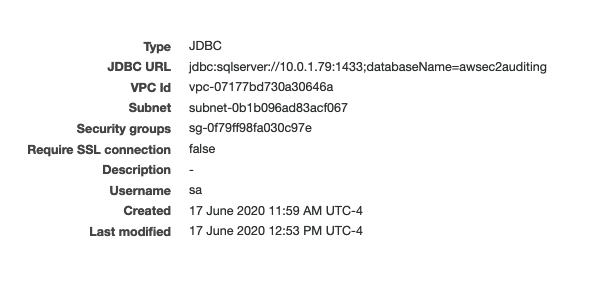 Type JDBC
JDBC URL jdbc:sqlserver://10.0.1.79:1433;databaseName=awsec2auditing
VPC Id vpc-07177bd730a30646a
Subnet subnet-0b1b096ad83acf067
Security groups sg-0f79ff98fa030c97e
Require SSL connection false
Description -
Username sa
Created 17 June 2020 11:59 AM UTC-4
Last modified 17 June 2020 12:53 PM UTC-4